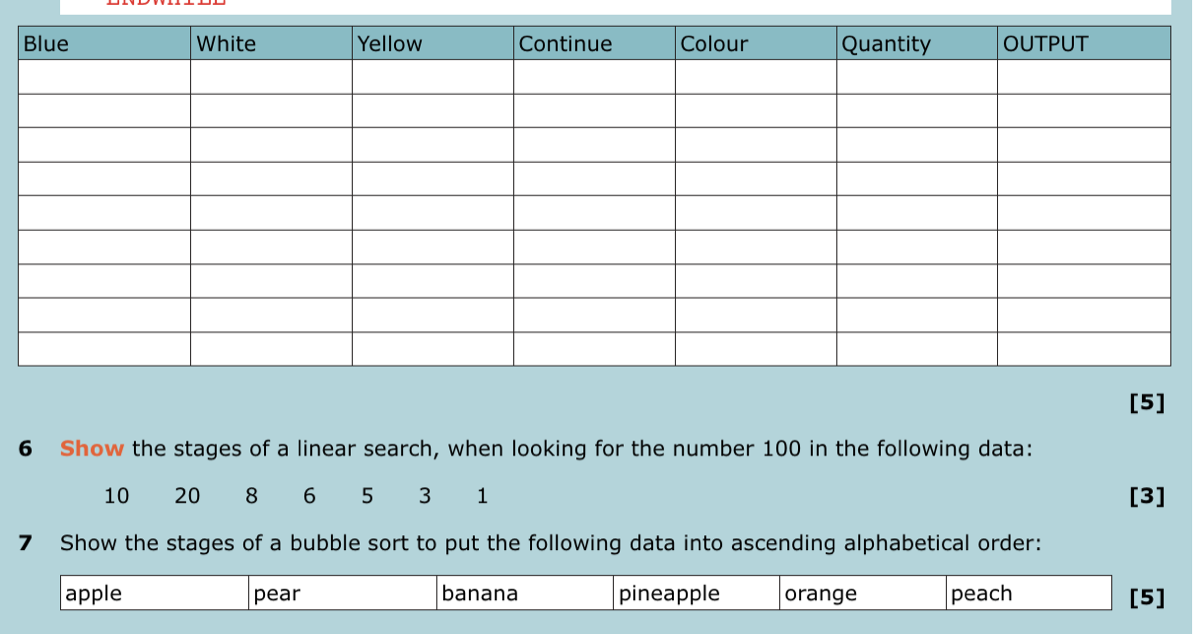 Blue White Yellow Continue Colour Quantity OUTPUT
[5]
6 Show the stages of a linear search, when looking for the number 100 in the following data:
10 20 8 6 5 3 1 [3]
7 Show the stages of a bubble sort to put the following data into ascending alphabetical order:
apple pear banana pineapple orange peach [5]